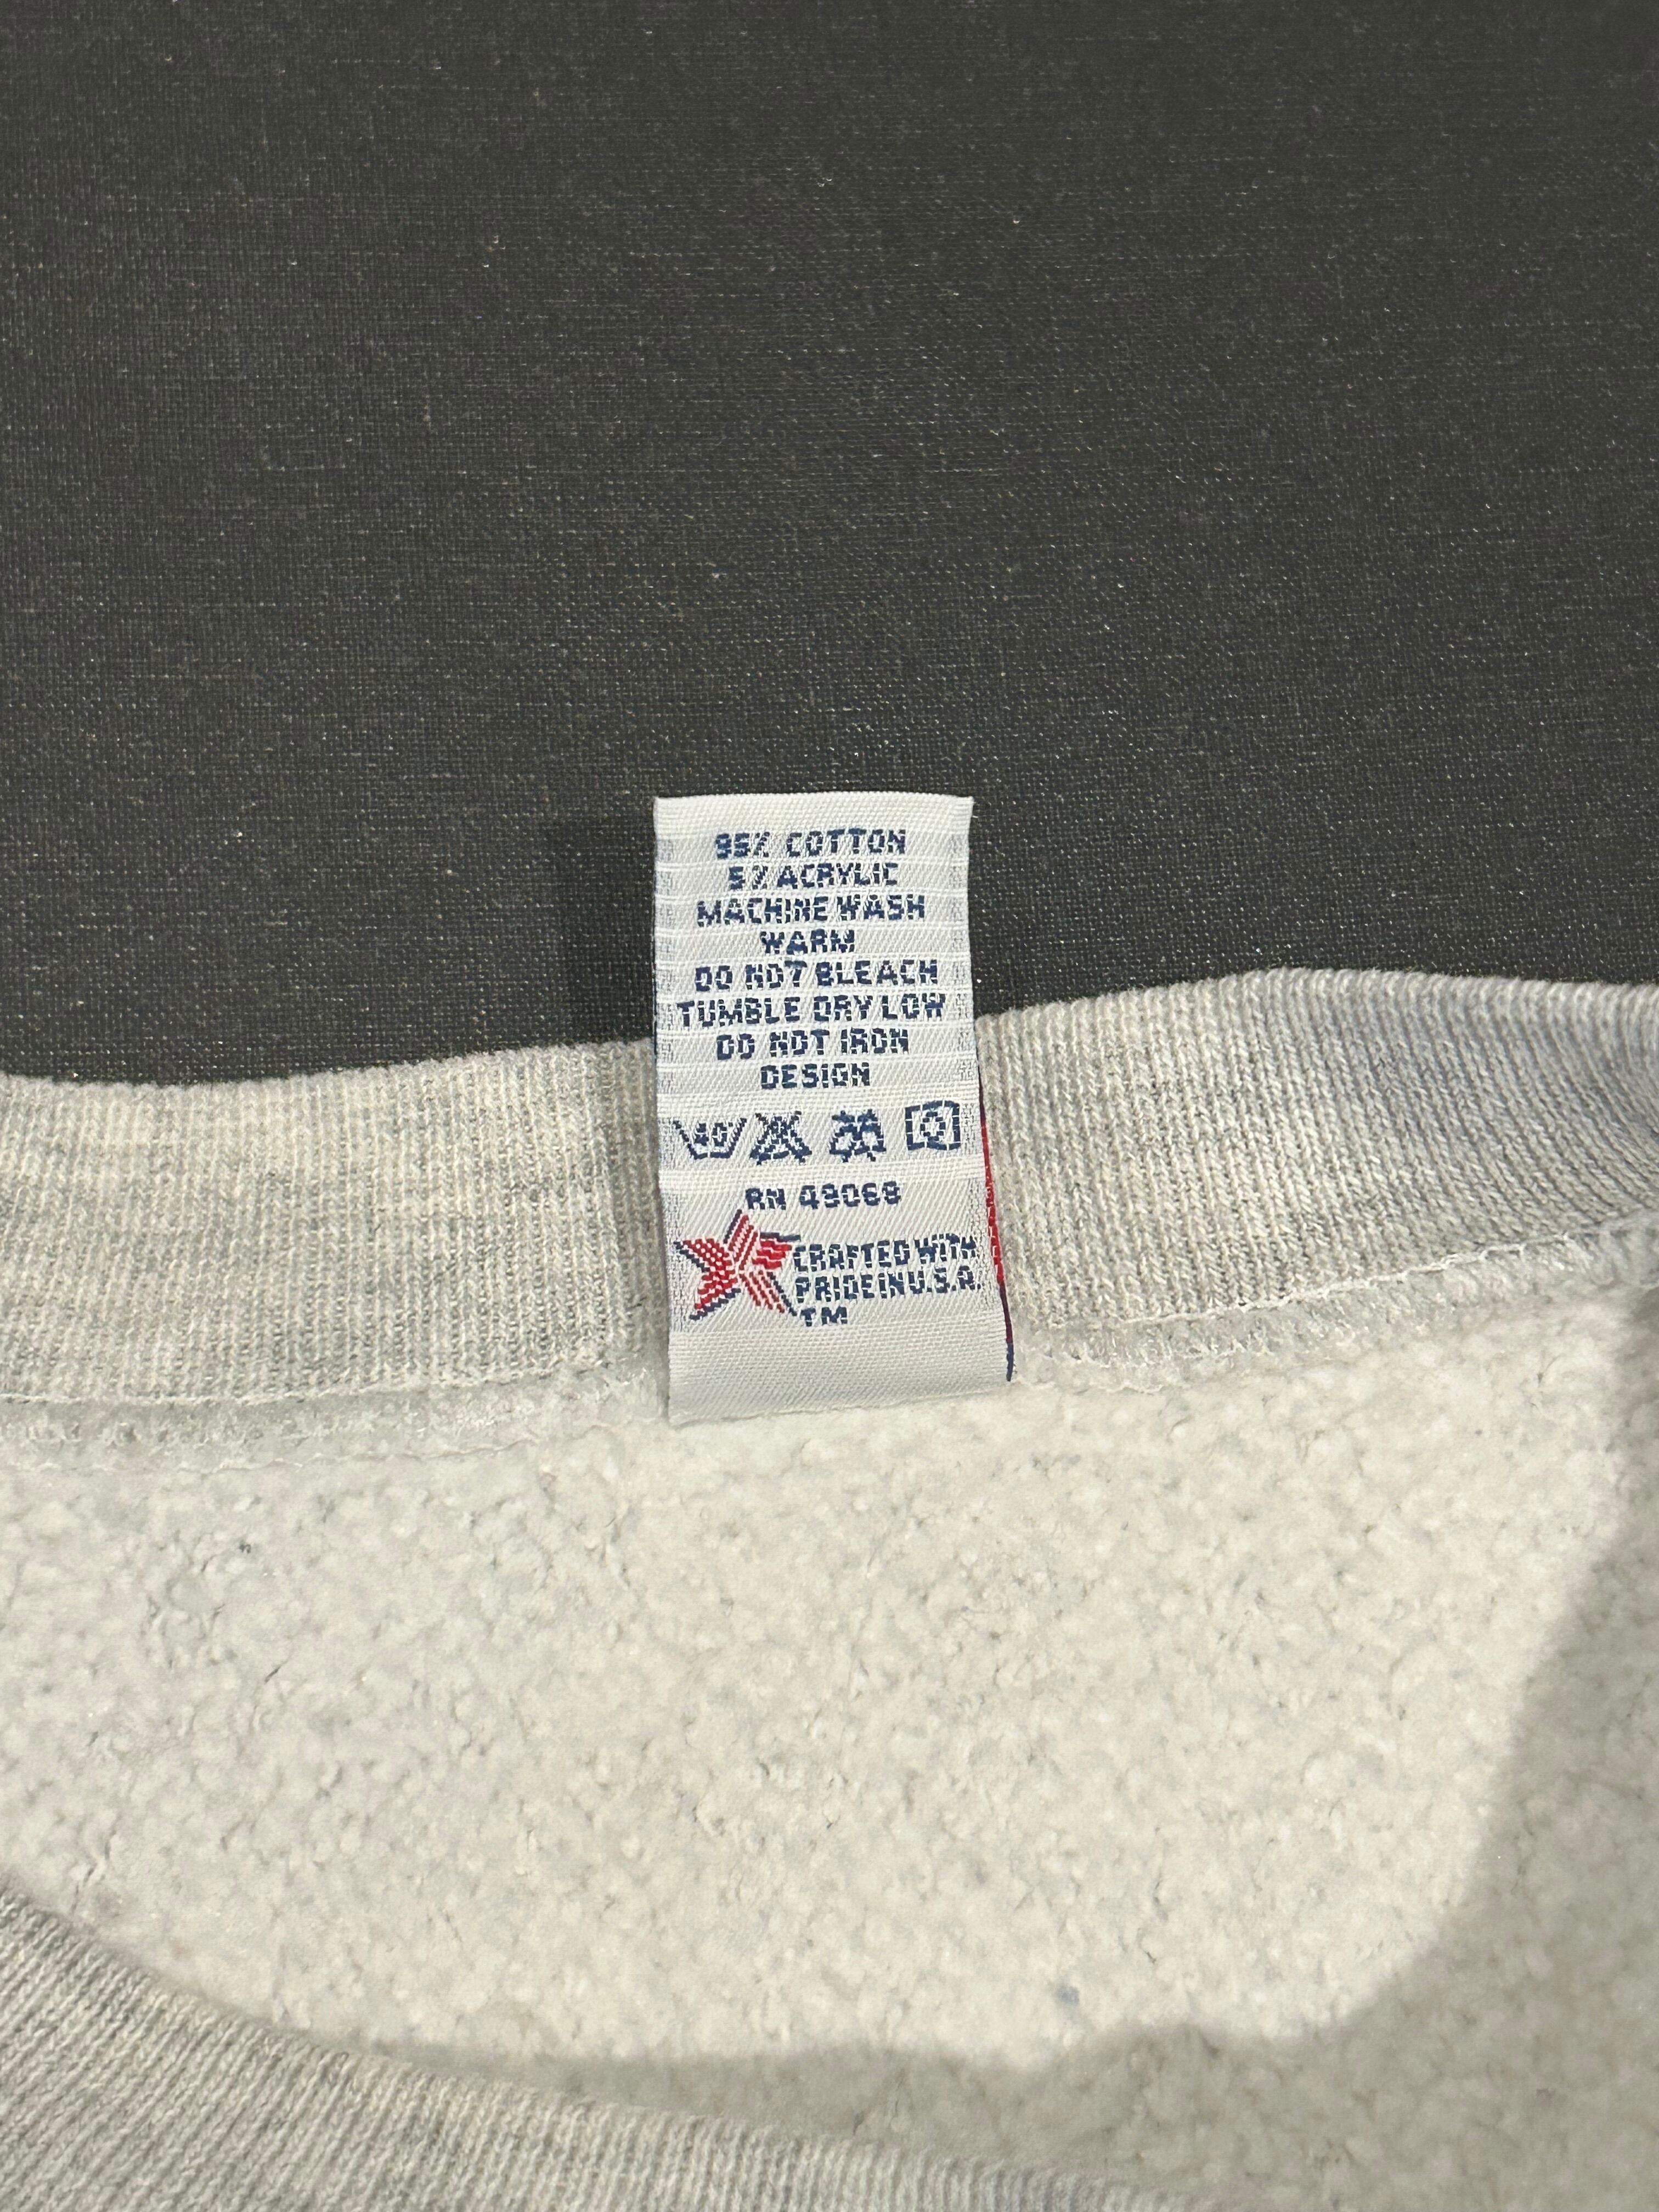 95% COTTON
5% ACRYLIC
MACHINE WASH
WARM
DO NOT BLEACH
TUMBLE DRY LOW
DO NOT IRON
DESIGN
40°
RN 49068
CRAFTED WITH
PRIDE IN U.S.A.
TM